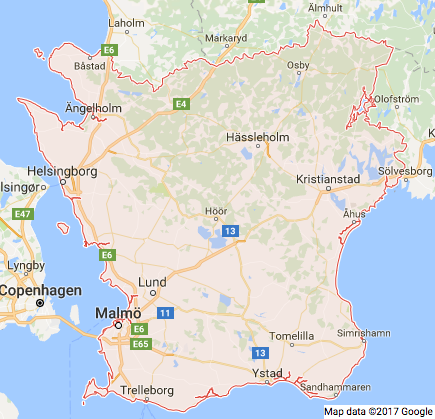 Älmhult
Laholm
Markaryd
E6
Båstad
Osby
Olofström
E4
Ängelholm
Hässleholm
Helsingborg
Sölvesborg
Kristianstad
elsingør
E47
Höör
Åhus
13
E6
Lyngby
Lund
Copenhagen
Malmö
11
E6
E65
Simrishamn
Tomelilla
13
Ystad
Sandhammaren
Trelleborg
Map data ©2017 Google